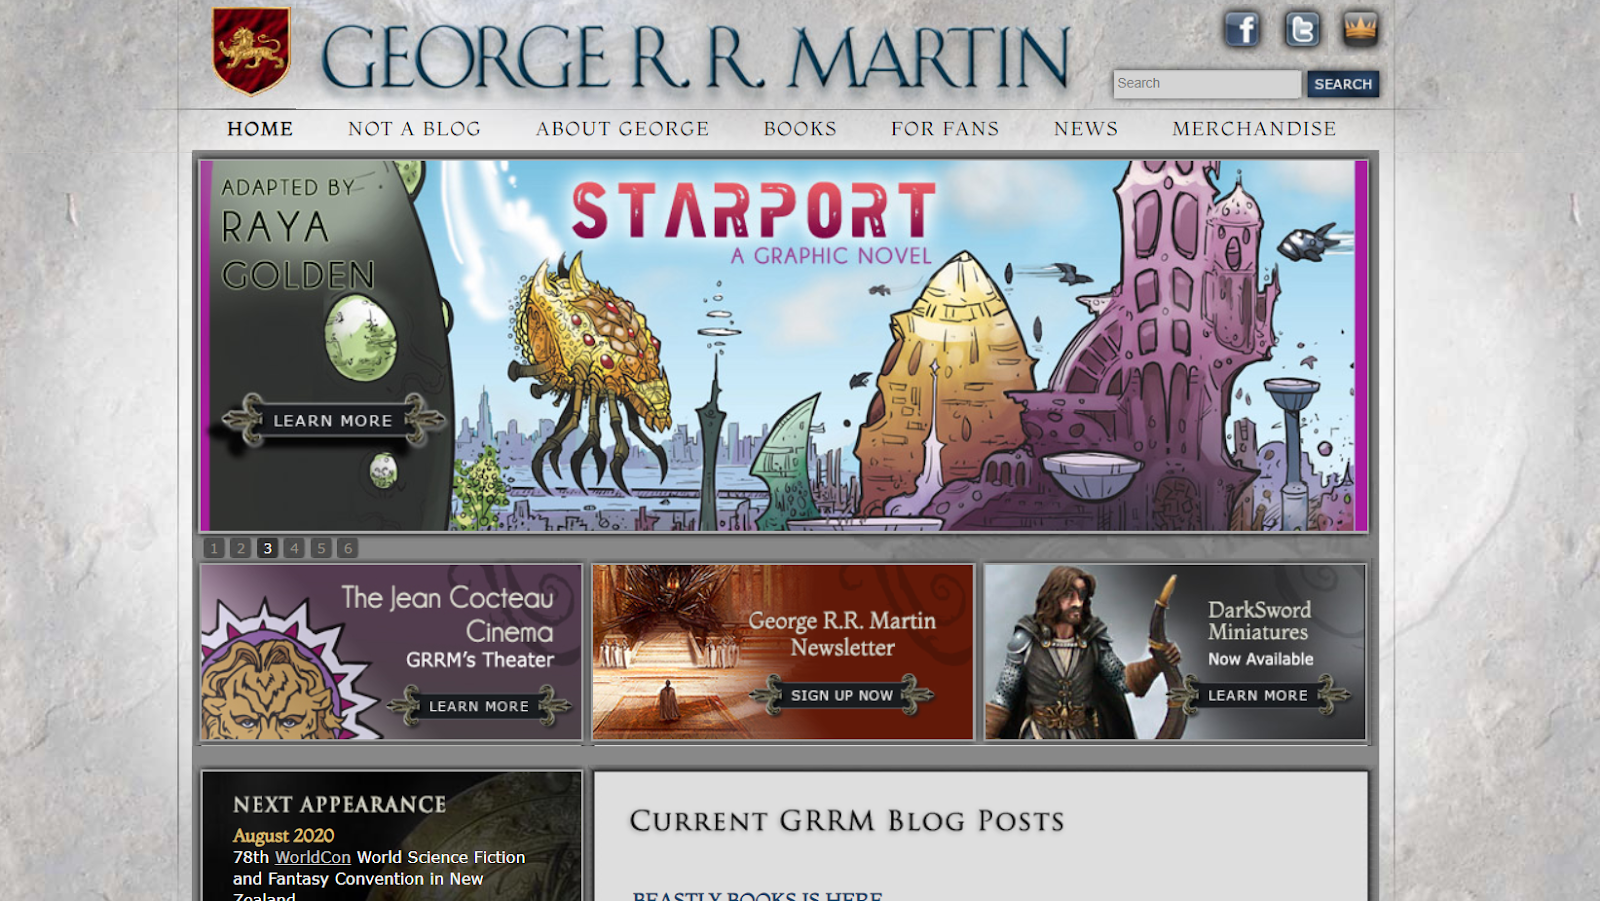 GEORGE R. R. MARTIN
Search
SEARCH
HOME
NOT A BLOG
ABOUT GEORGE
BOOKS
FOR FANS
NEWS
MERCHANDISE
ADAPTED BY
RAYA
GOLDEN
STARPORT
A GRAPHIC NOVEL
LEARN MORE
1 2 3 4 5 6
The Jean Cocteau
Cinema
GRRM's Theater
LEARN MORE
George R.R. Martin
Newsletter
SIGN UP NOW
DarkSword
Miniatures
Now Available
LEARN MORE
NEXT APPEARANCE
August 2020
78th WorldCon World Science Fiction
and Fantasy Convention in New
Zealand
Current GRRM Blog Posts
BEASTLY BOOKS IS HERE